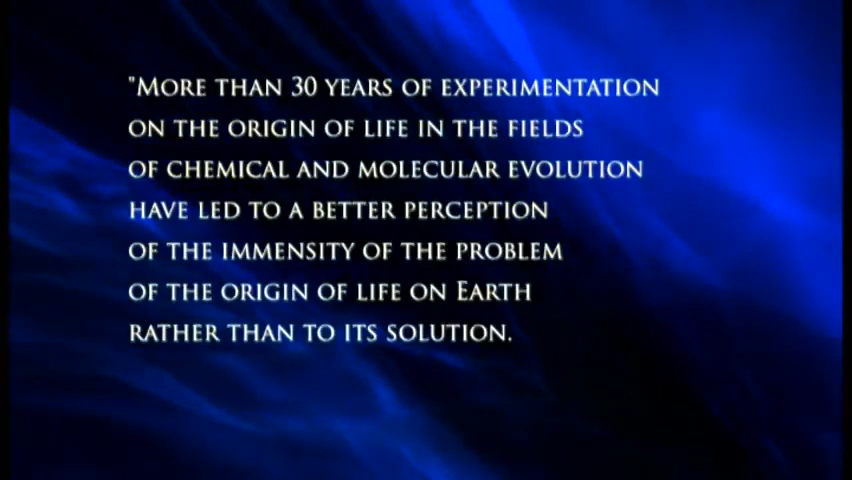 "More than 30 years of experimentation
on the origin of life in the fields
of chemical and molecular evolution
have led to a better perception
of the immensity of the problem
of the origin of life on Earth
rather than to its solution.